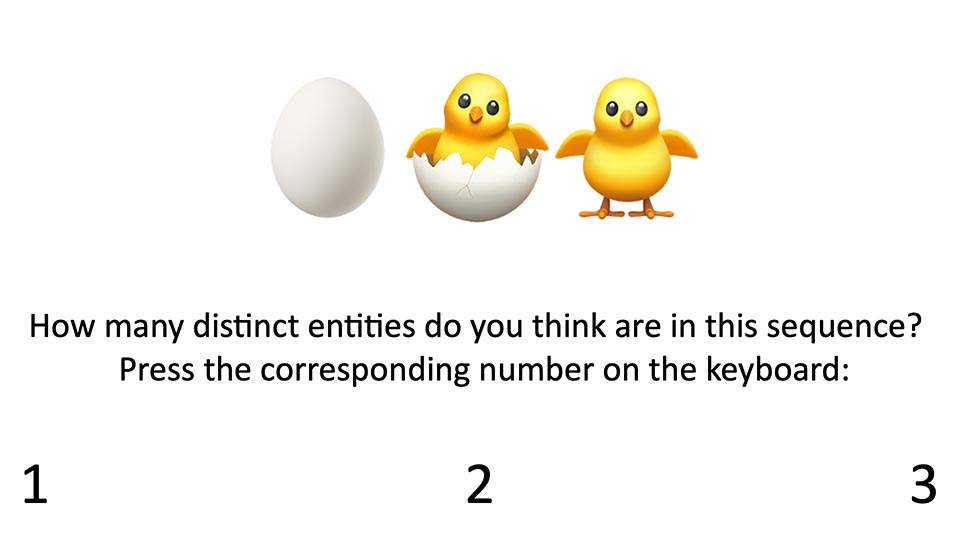 How many distinct entities do you think are in this sequence?
Press the corresponding number on the keyboard:
1 2 3